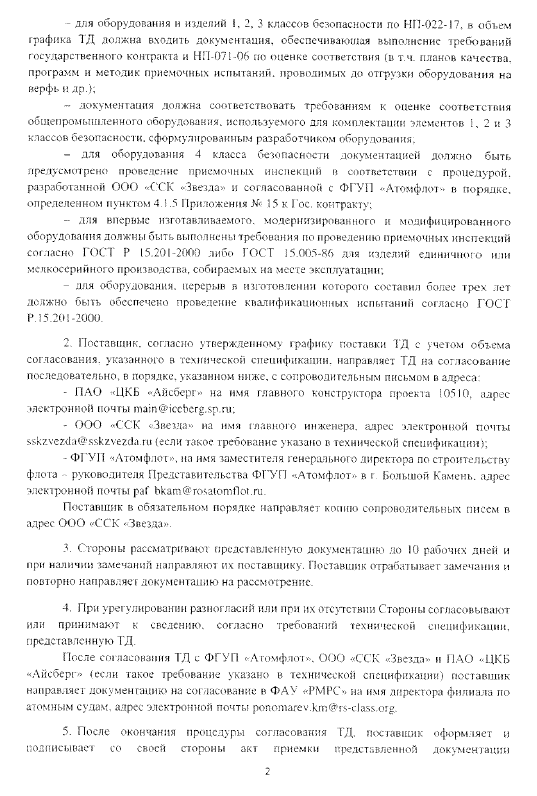 – для оборудования и изделий 1, 2, 3 классов безопасности по НП-022-17, в объем
графика ТД должна входить документация, обеспечивающая выполнение требований
государственного контракта и НП-071-06 по оценке соответствия (в т.ч. планов качества,
программ и методик приемочных испытаний, проводимых до отгрузки оборудования на
верфь и др.);
– документация должна соответствовать требованиям к оценке соответствия
общепромышленного оборудования, используемого для комплектации элементов 1, 2 и 3
классов безопасности, сформулированным разработчиком оборудования;
– для оборудования 4 класса безопасности документацией должно быть
предусмотрено проведение приемочных инспекций в соответствии с процедурой,
разработанной ООО «ССК «Звезда» и согласованной с ФГУП «Атомфлот» в порядке,
определенном пунктом 4.1.5 Приложения № 15 к Гос. контракту;
– для впервые изготавливаемого, модернизированного и модифицированного
оборудования должны быть выполнены требования по проведению приемочных инспекций
согласно ГОСТ Р 15.201-2000 либо ГОСТ 15.005-86 для изделий единичного или
мелкосерийного производства, собираемых на месте эксплуатации;
– для оборудования, перерыв в изготовлении которого составил более трех лет
должно быть обеспечено проведение квалификационных испытаний согласно ГОСТ
Р.15.201-2000.
2. Поставщик, согласно утвержденному графику поставки ТД с учетом объема
согласования, указанного в технической спецификации, направляет ТД на согласование
последовательно, в порядке, указанном ниже, с сопроводительным письмом в адреса:
- ПАО «ЦКБ «Айсберг» на имя главного конструктора проекта 10510, адрес
электронной почты main@iceberg.sp.ru;
- ООО «ССК «Звезда» на имя главного инженера, адрес электронной почты
sskzvezda@sskzvezda.ru (если такое требование указано в технической спецификации);
- ФГУП «Атомфлот», на имя заместителя генерального директора по строительству
флота – руководителя Представительства ФГУП «Атомфлот» в г. Большой Камень, адрес
электронной почты paf_bkam@rosatomflot.ru.
Поставщик в обязательном порядке направляет копию сопроводительных писем в
адрес ООО «ССК «Звезда».
3. Стороны рассматривают представленную документацию до 10 рабочих дней и
при наличии замечаний направляют их поставщику. Поставщик отрабатывает замечания и
повторно направляет документацию на рассмотрение.
4. При урегулировании разногласий или при их отсутствии Стороны согласовывают
или принимают к сведению, согласно требований технической спецификации,
представленную ТД.
После согласования ТД с ФГУП «Атомфлот», ООО «ССК «Звезда» и ПАО «ЦКБ
«Айсберг» (если такое требование указано в технической спецификации) поставщик
направляет документацию на согласование в ФАУ «РМРС» на имя директора филиала по
атомным судам, адрес электронной почты ponomarev.km@rs-class.org.
5. После окончания процедуры согласования ТД, поставщик оформляет и
подписывает со своей стороны акт приемки представленной документации
2